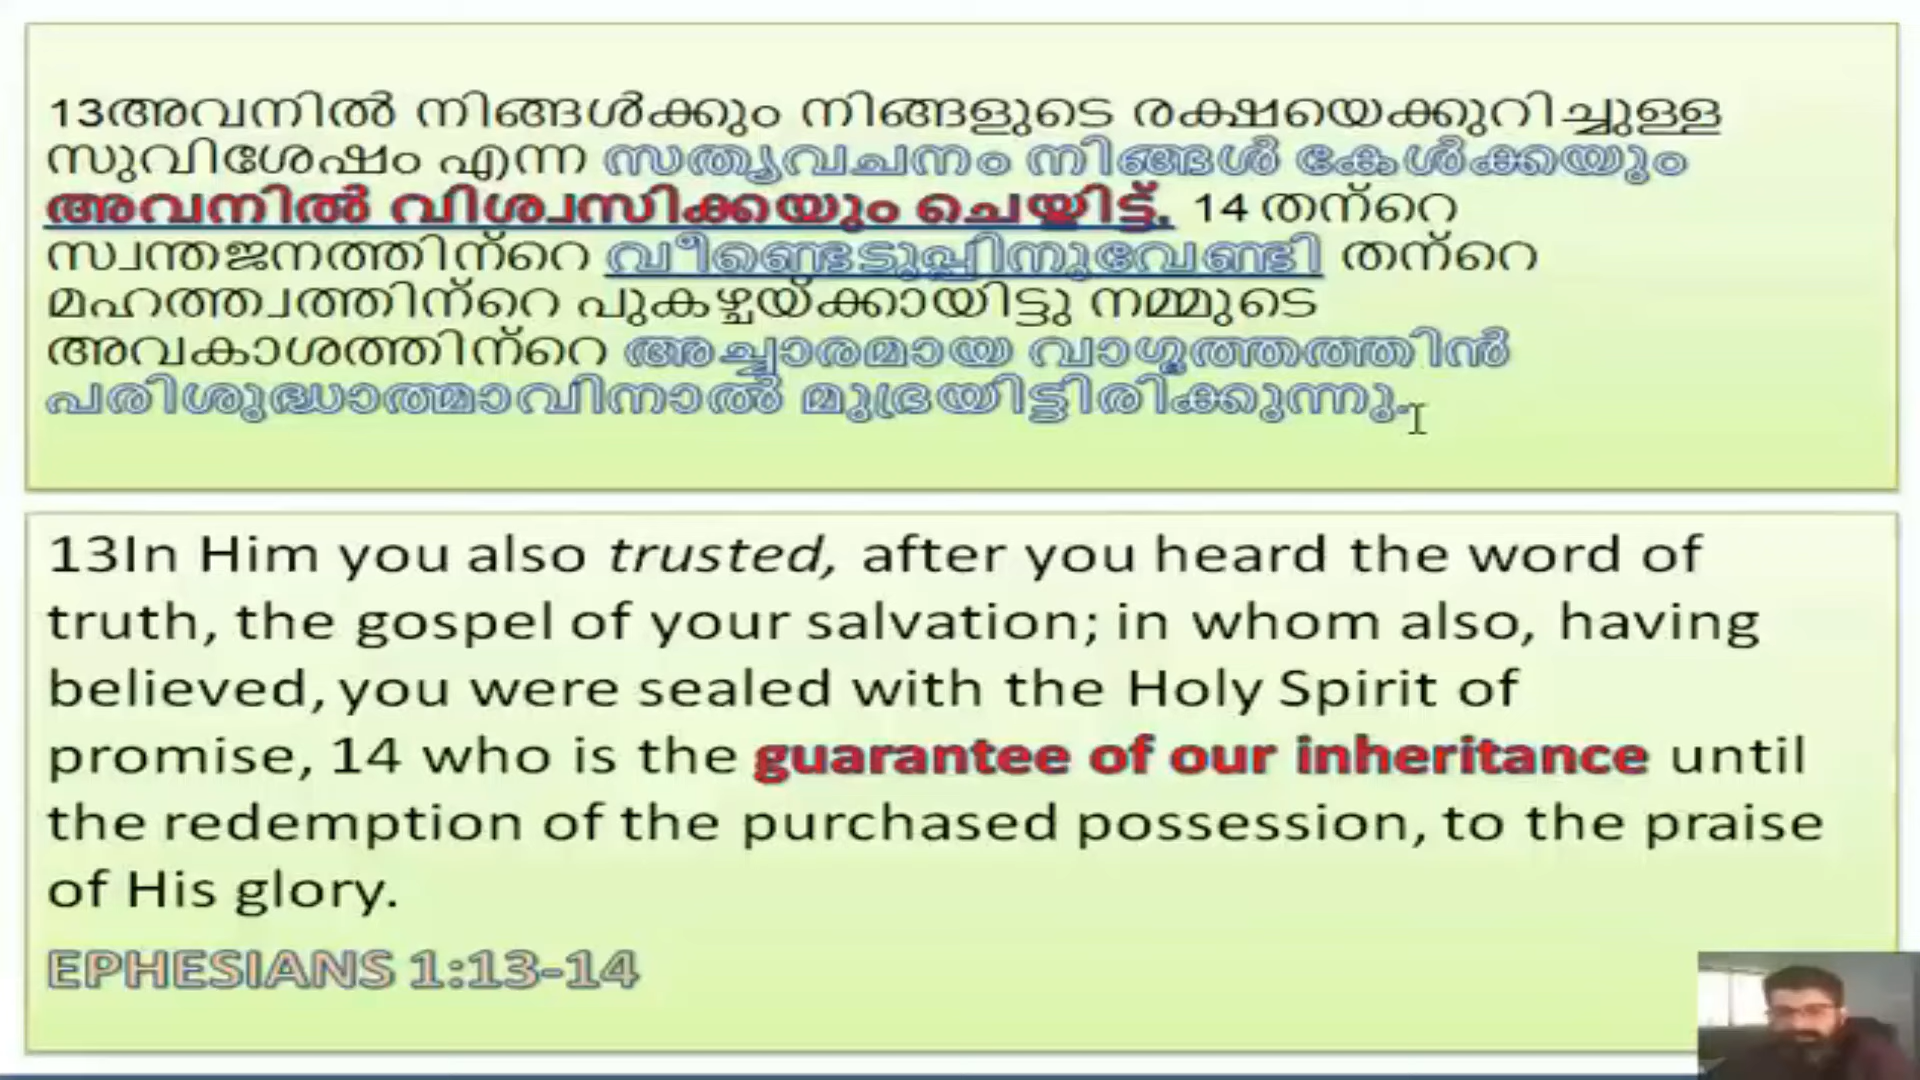 13അവനിൽ നിങ്ങൾക്കും നിങ്ങളുടെ രക്ഷയെക്കുറിച്ചുള്ള
സുവിശേഷം എന്ന സത്യവചനം നിങ്ങൾ കേൾക്കയും
അവനിൽ വിശ്വസിക്കയും ചെയ്തിട്ട്. 14 തന്റെ
സ്വന്തജനത്തിന്റെ വീണ്ടെടുപ്പിനുവേണ്ടി തന്റെ
മഹത്ത്വത്തിന്റെ പുകഴ്ചയ്ക്കായിട്ടു നമ്മുടെ
അവകാശത്തിന്റെ അച്ചാരമായ വാഗ്ദത്തത്തിൻ
പരിശുദ്ധാത്മാവിനാൽ മുദ്രയിട്ടിരിക്കുന്നു.
13In Him you also trusted, after you heard the word of
truth, the gospel of your salvation; in whom also, having
believed, you were sealed with the Holy Spirit of
promise, 14 who is the guarantee of our inheritance until
the redemption of the purchased possession, to the praise
of His glory.
EPHESIANS 1:13-14